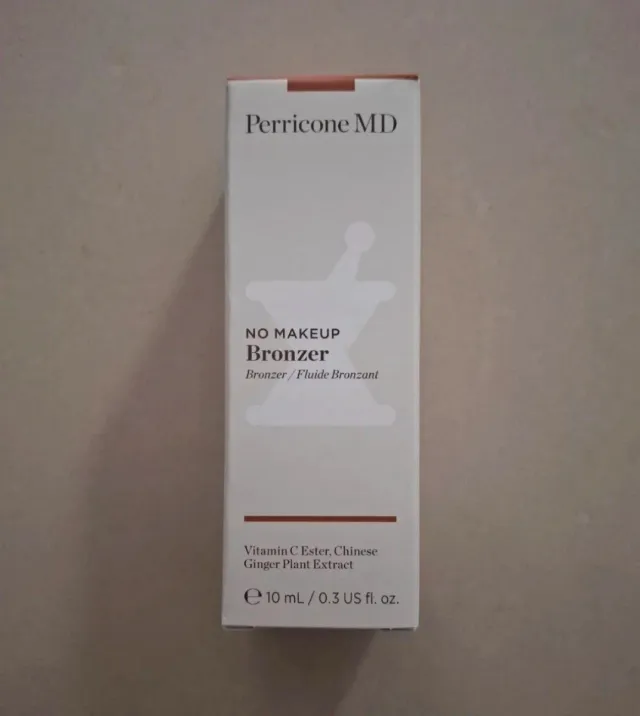 Perricone MD
NO MAKEUP
Bronzer
Bronzer / Fluide Bronzant
Vitamin C Ester, Chinese
Ginger Plant Extract
℮ 10 mL / 0.3 US fl. oz.